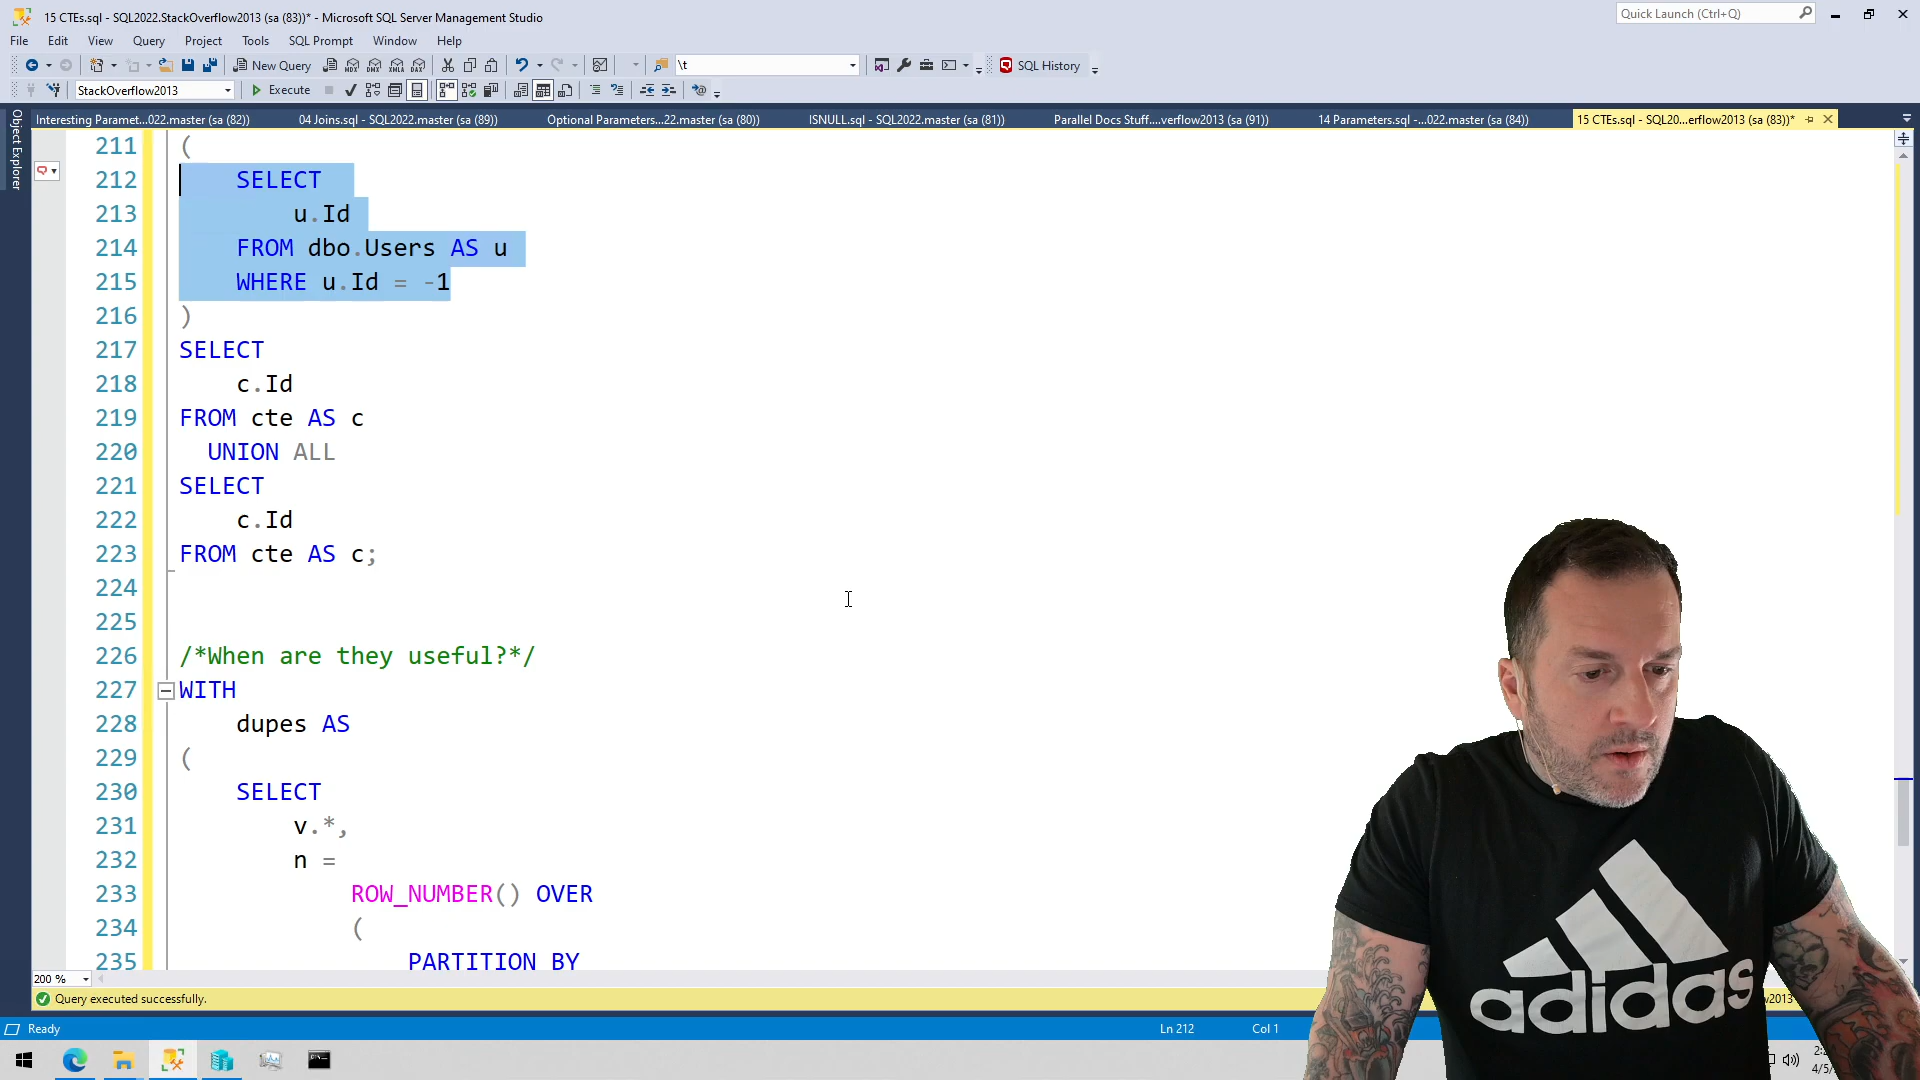 15 CTEs.sql - SQL2022.StackOverflow2013 (sa (83))* - Microsoft SQL Server Management Studio
Quick Launch (Ctrl+Q)
File Edit View Query Project Tools SQL Prompt Window Help
New Query
MDX DMX XMLA DAX
\t
SQL History
StackOverflow2013
Execute
Interesting Paramet...022.master (sa (82))
04 Joins.sql - SQL2022.master (sa (89))
Optional Parameters...22.master (sa (80))
ISNULL.sql - SQL2022.master (sa (81))
Parallel Docs Stuff....verflow2013 (sa (91))
14 Parameters.sql -...022.master (sa (84))
15 CTEs.sql - SQL20...erflow2013 (sa (83))*
Object Explorer
211 (
212 SELECT
213 u.Id
214 FROM dbo.Users AS u
215 WHERE u.Id = -1
216 )
217 SELECT
218 c.Id
219 FROM cte AS c
220 UNION ALL
221 SELECT
222 c.Id
223 FROM cte AS c;
224
225
226 /*When are they useful?*/
227 WITH
228 dupes AS
229 (
230 SELECT
231 v.*,
232 n =
233 ROW_NUMBER() OVER
234 (
235 PARTITION BY
200 %
Query executed successfully.
Ready
Ln 212
Col 1
adidas